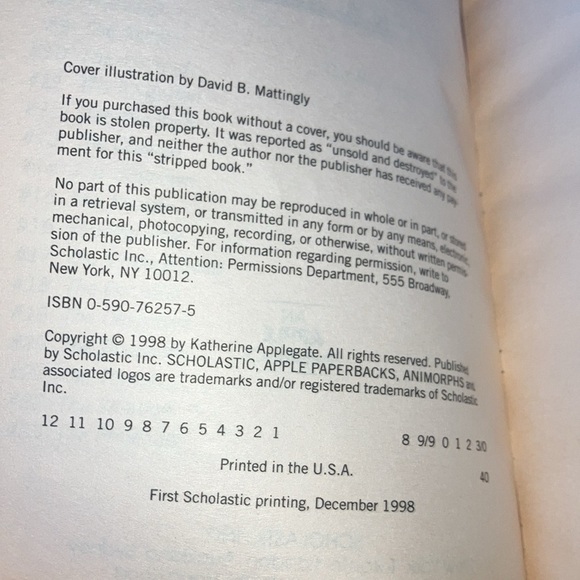 Cover illustration by David B. Mattingly
If you purchased this book without a cover, you should be aware that this
book is stolen property. It was reported as "unsold and destroyed" to the
publisher, and neither the author nor the publisher has received any pay-
ment for this "stripped book."
No part of this publication may be reproduced in whole or in part, or stored
in a retrieval system, or transmitted in any form or by any means, electronic,
mechanical, photocopying, recording, or otherwise, without written permis-
sion of the publisher. For information regarding permission, write to
Scholastic Inc., Attention: Permissions Department, 555 Broadway,
New York, NY 10012.
ISBN 0-590-76257-5
Copyright © 1998 by Katherine Applegate. All rights reserved. Published
by Scholastic Inc. SCHOLASTIC, APPLE PAPERBACKS, ANIMORPHS and
associated logos are trademarks and/or registered trademarks of Scholastic
Inc.
12 11 10 9 8 7 6 5 4 3 2 1 8 9/9 0 1 2 3/0
Printed in the U.S.A. 40
First Scholastic printing, December 1998